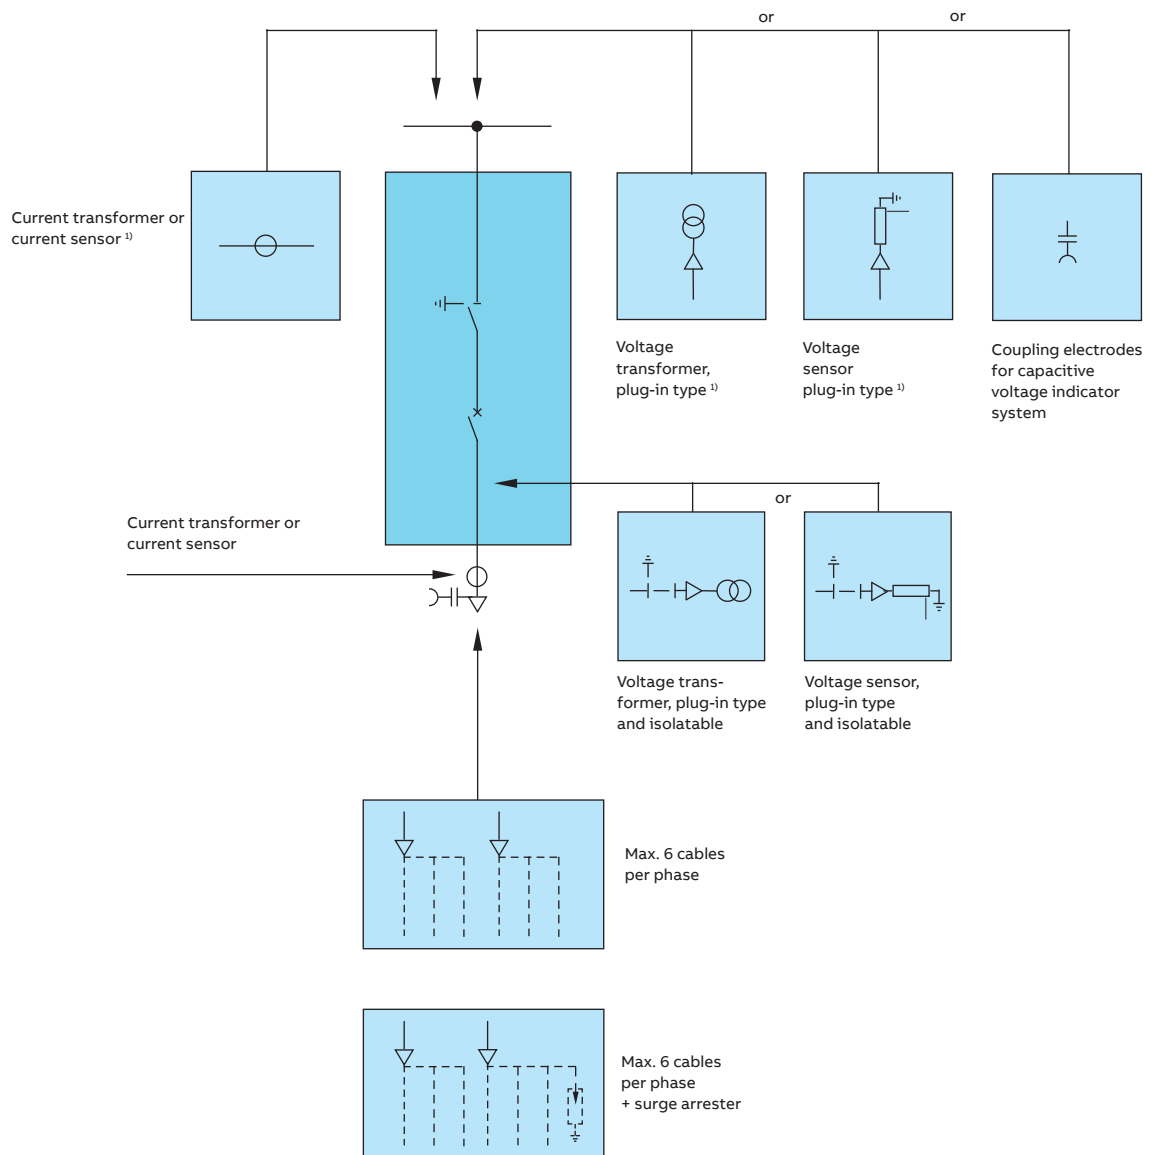 or
or
Current transformer or
current sensor 1)
Voltage
transformer,
plug-in type 1)
Voltage
sensor
plug-in type 1)
Coupling electrodes
for capacitive
voltage indicator
system
or
Current transformer or
current sensor
Voltage trans-
former, plug-in type
and isolatable
Voltage sensor,
plug-in type
and isolatable
Max. 6 cables
per phase
Max. 6 cables
per phase
+ surge arrester